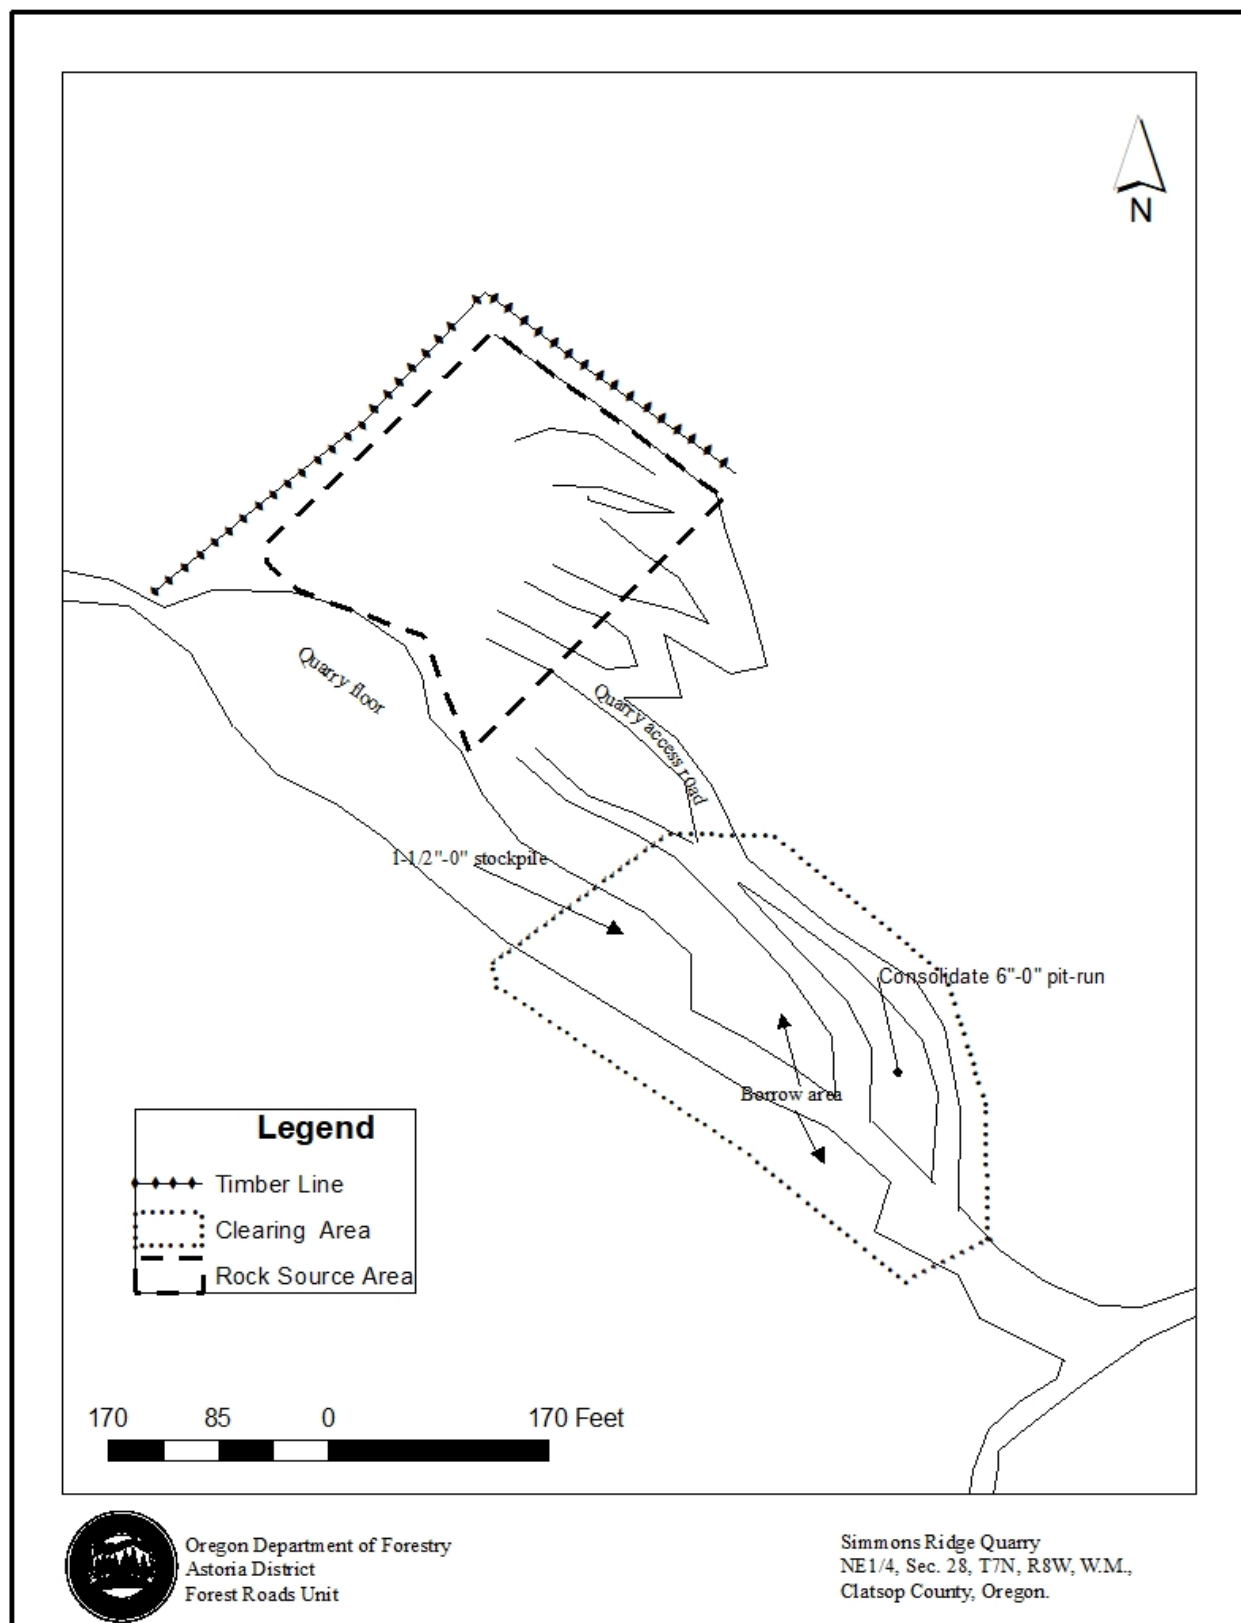 N
Quarry floor
Quarry access road
1-1/2"-0" stockpile
Consolidate 6"-0" pit-run
Borrow area
Legend
Timber Line
Clearing Area
Rock Source Area
170 85 0 170 Feet
Oregon Department of Forestry
Astoria District
Forest Roads Unit
Simmons Ridge Quarry
NE1/4, Sec. 28, T7N, R8W, W.M.,
Clatsop County, Oregon.